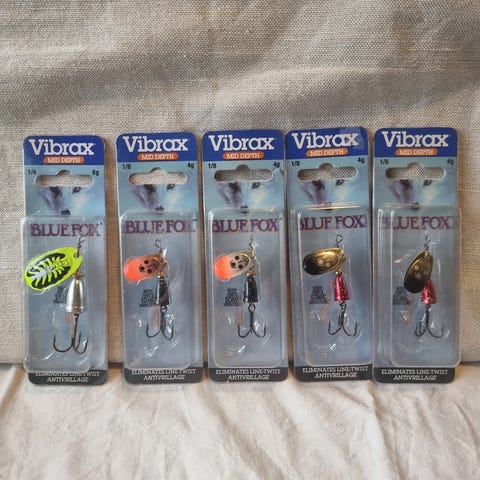 Vibrax
MID DEPTH
1/4 8g
BLUE FOX
ELIMINATES LINE-TWIST
ANTIVRILLAGE
Vibrax
MID DEPTH
1/8 4g
BLUE FOX
ELIMINATES LINE-TWIST
ANTIVRILLAGE
Vibrax
MID DEPTH
1/8 4g
BLUE FOX
ELIMINATES LINE-TWIST
ANTIVRILLAGE
Vibrax
MID DEPTH
1/8 4g
BLUE FOX
ELIMINATES LINE-TWIST
ANTIVRILLAGE
Vibrax
MID DEPTH
1/8 4g
BLUE FOX
ELIMINATES LINE-TWIST
ANTIVRILLAGE